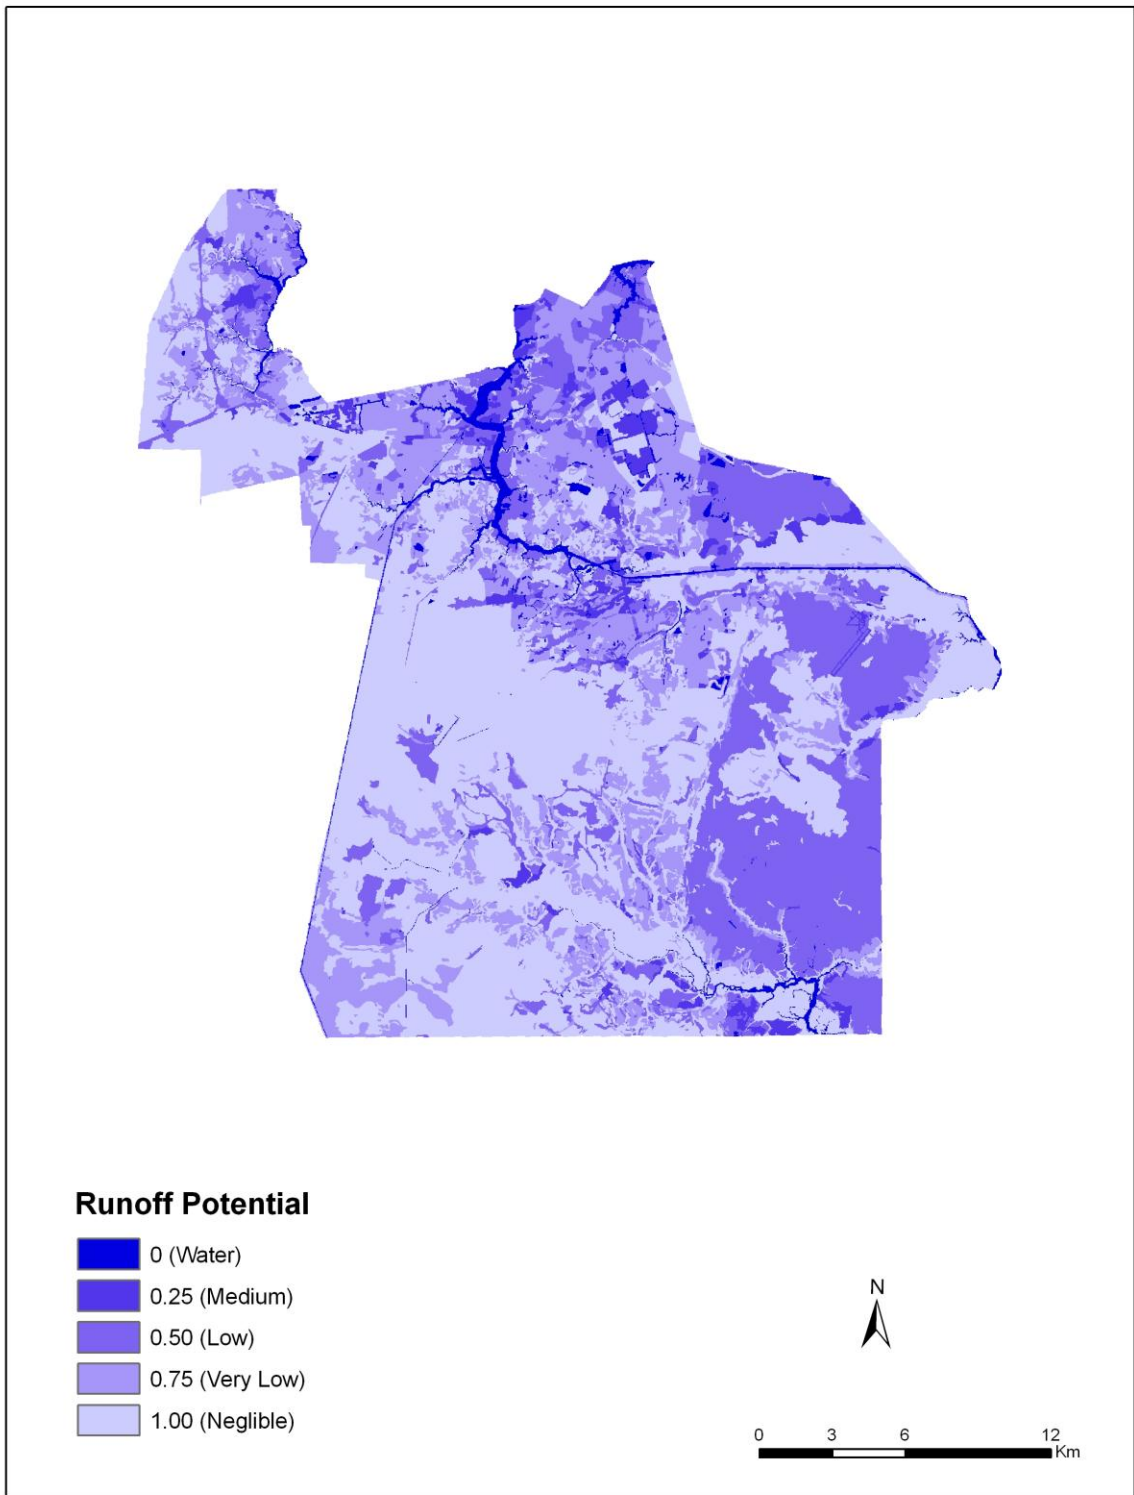 Runoff Potential
0 (Water)
0.25 (Medium)
0.50 (Low)
0.75 (Very Low)
1.00 (Neglible)
N
0 3 6 12
Km